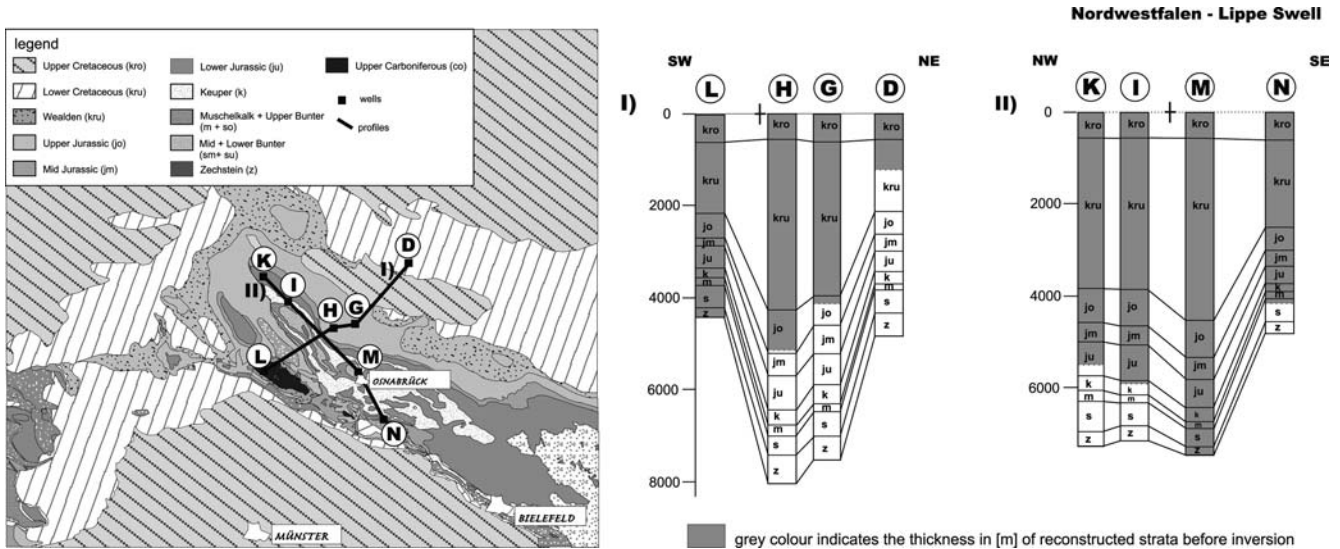 legend
Upper Cretaceous (kro)
Lower Cretaceous (kru)
Wealden (kru)
Upper Jurassic (jo)
Mid Jurassic (jm)
Lower Jurassic (ju)
Keuper (k)
Muschelkalk + Upper Bunter
(m + so)
Mid + Lower Bunter
(sm+ su)
Zechstein (z)
Upper Carboniferous (co)
wells
profiles
D
I)
K
II)
I
H
G
L
M
OSNABRÜCK
N
BIELEFELD
MÜNSTER
Nordwestfalen - Lippe Swell
SW
NE
I)
L
H
G
D
0
2000
4000
6000
8000
kro
kru
jo
jm
ju
k
m
s
z
kro
kru
jo
jm
ju
k
m
s
z
kro
kru
jo
jm
ju
k
m
s
z
kro
kru
jo
jm
ju
k
m
s
z
NW
SE
II)
K
I
M
N
0
2000
4000
6000
kro
kru
jo
jm
ju
k
m
s
z
kro
kru
jo
jm
ju
k
m
s
z
kro
kru
jo
jm
ju
k
m
s
z
kro
kru
jo
jm
ju
k
m
s
z
grey colour indicates the thickness in [m] of reconstructed strata before inversion